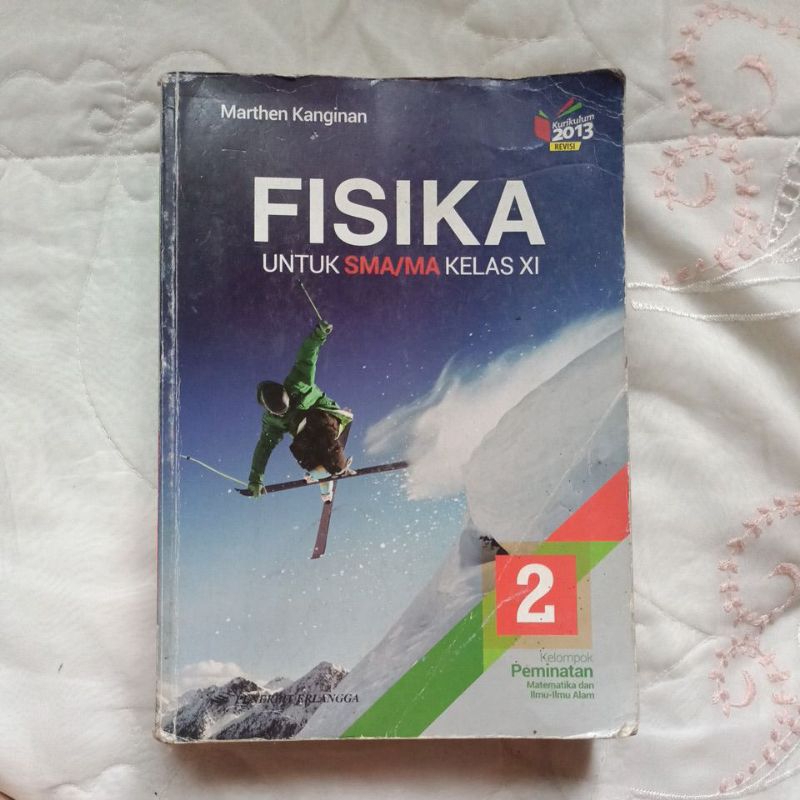 Marthen Kanginan
Kurikulum
2013
REVISI
FISIKA
UNTUK SMA/MA KELAS XI
2
Kelompok
Peminatan
Matematika dan
Ilmu-Ilmu Alam
PENERBIT ERLANGGA